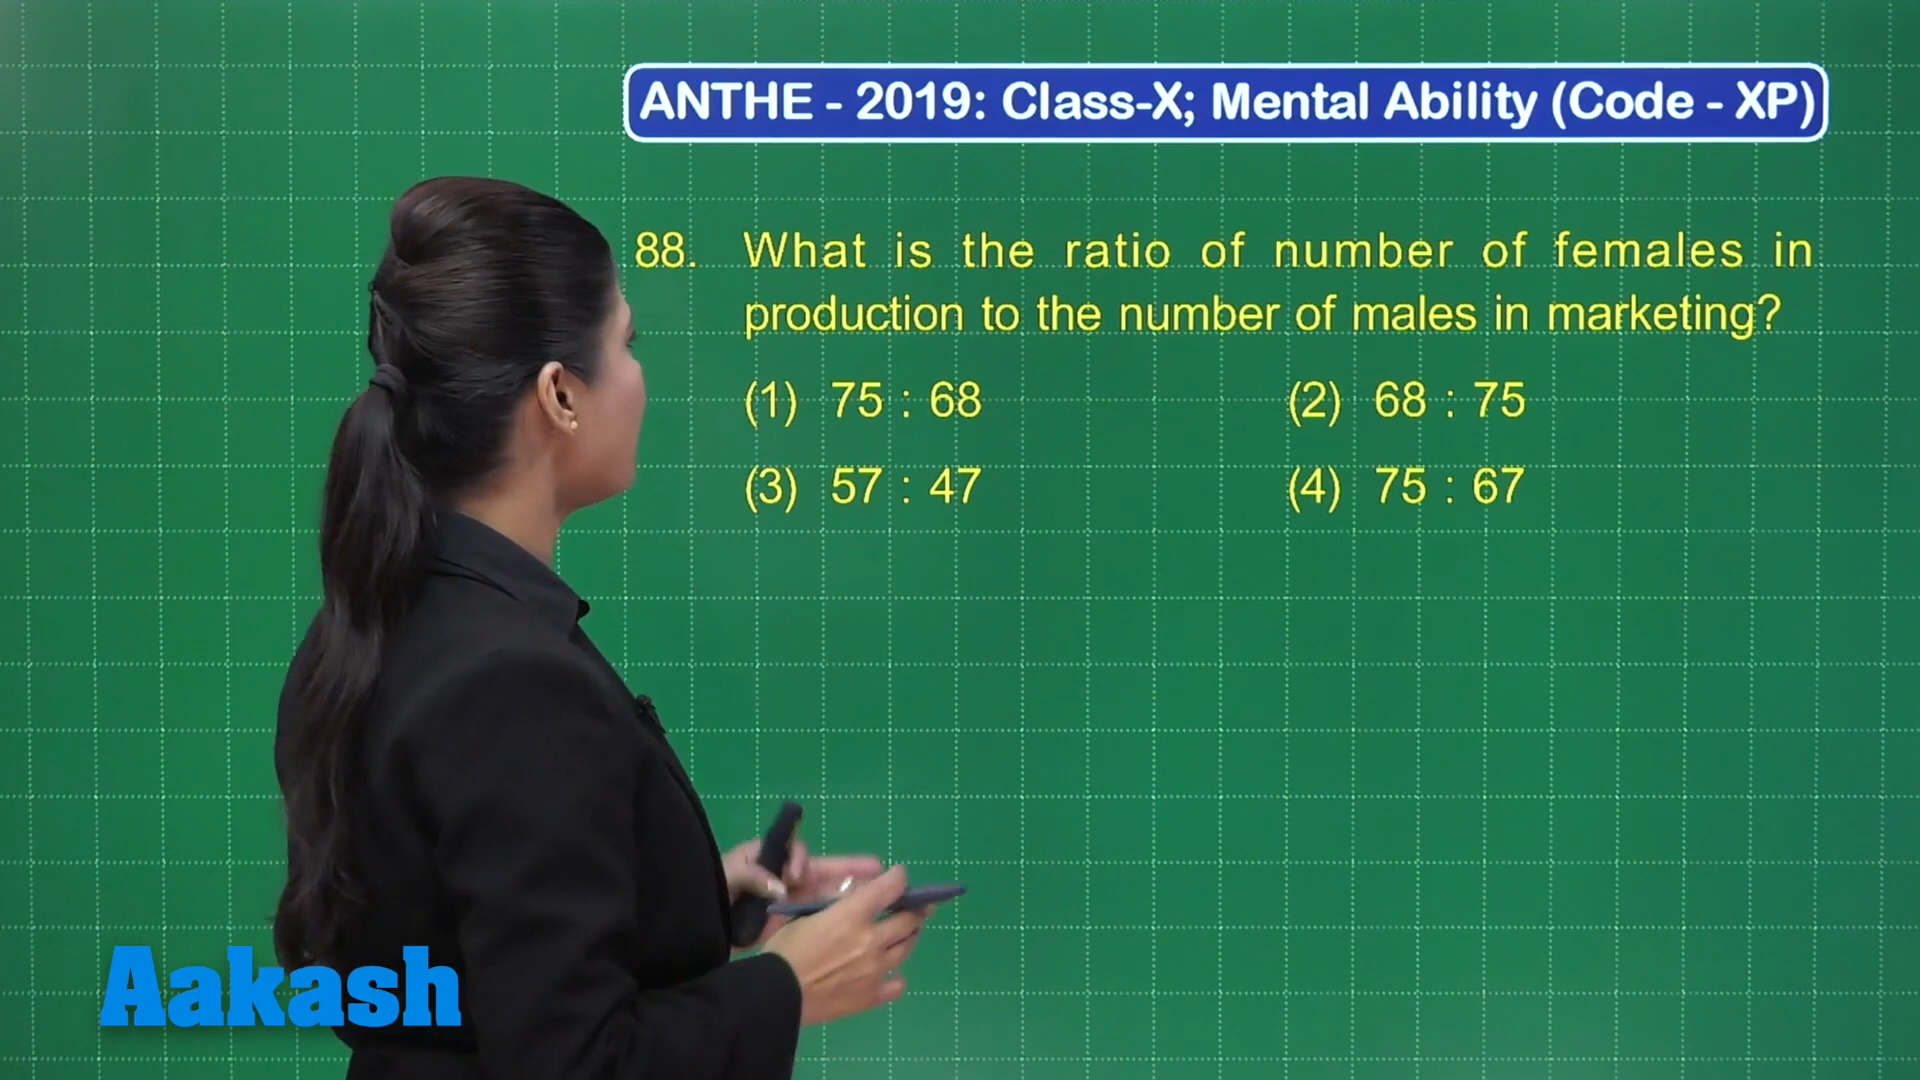 ANTHE - 2019: Class-X; Mental Ability (Code - XP)
88. What is the ratio of number of females in
production to the number of males in marketing?
(1) 75 : 68 (2) 68 : 75
(3) 57 : 47 (4) 75 : 67
Aakash